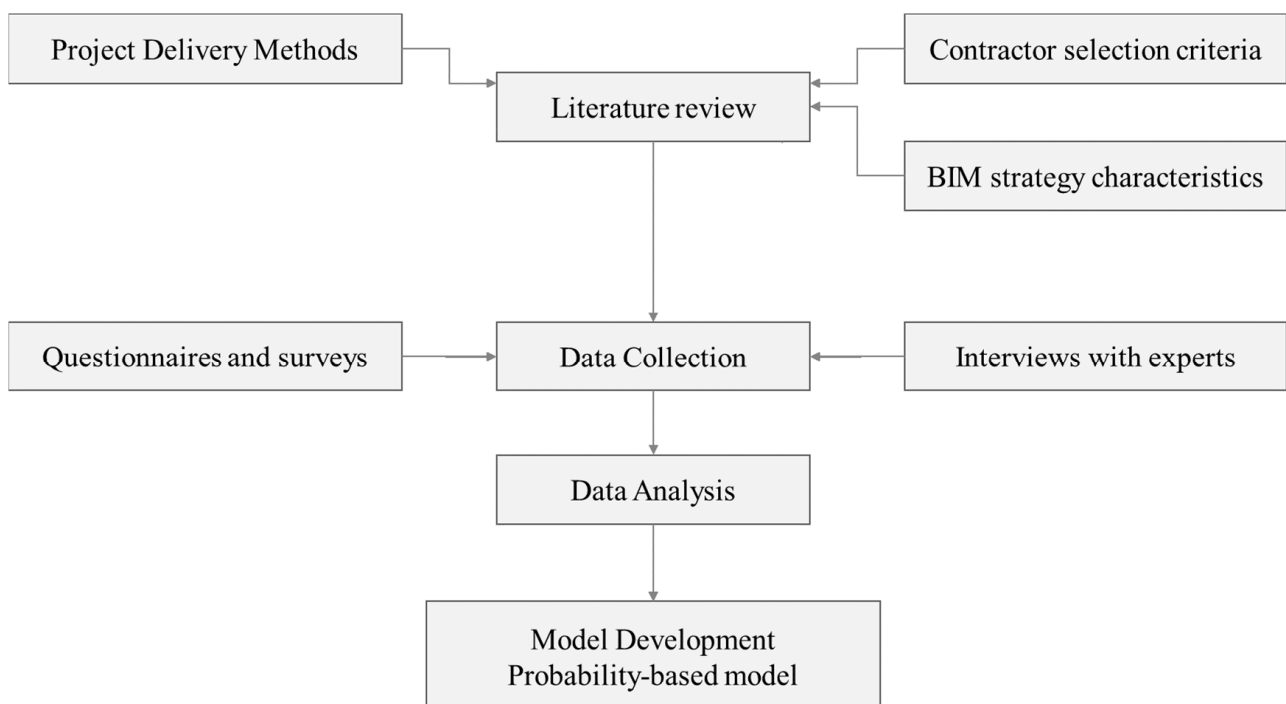 Project Delivery Methods
Contractor selection criteria
Literature review
BIM strategy characteristics
Questionnaires and surveys
Data Collection
Interviews with experts
Data Analysis
Model Development
Probability-based model